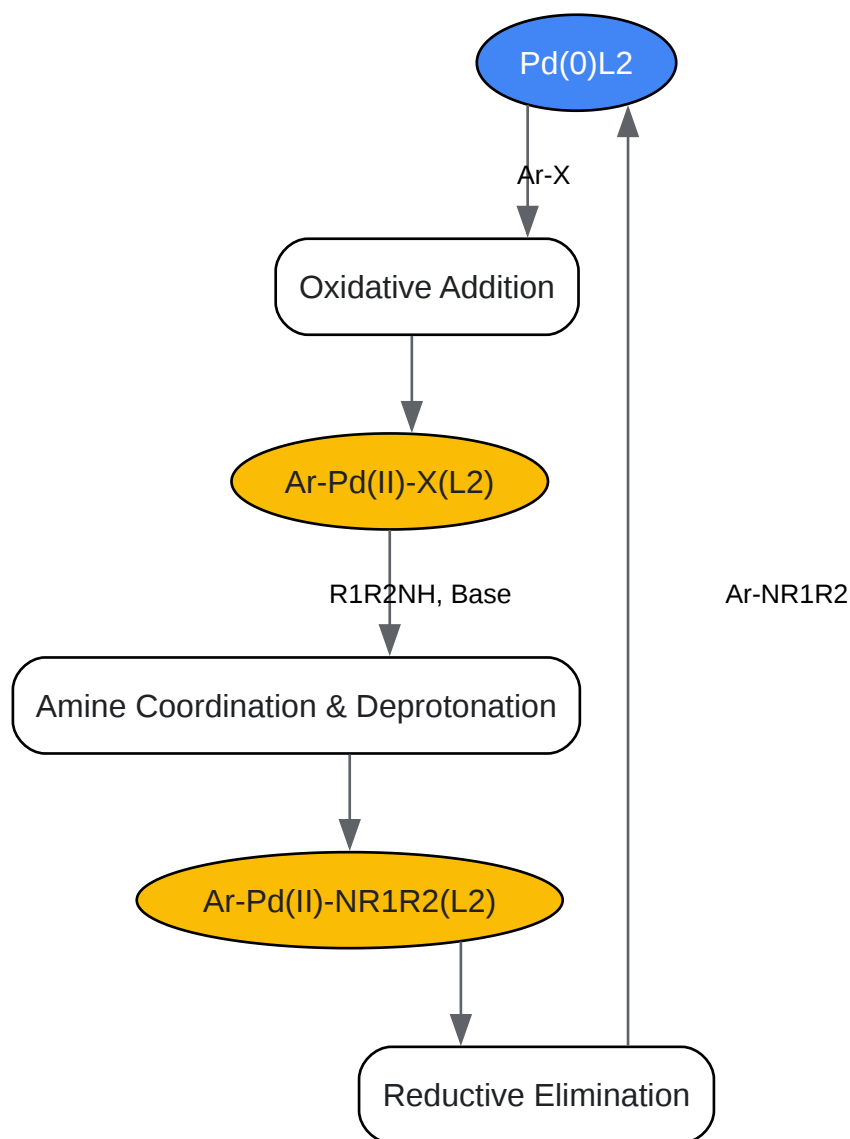 Pd(0)L2
Ar-X
Oxidative Addition
Ar-Pd(II)-X(L2)
R1R2NH, Base
Ar-NR1R2
Amine Coordination & Deprotonation
Ar-Pd(II)-NR1R2(L2)
Reductive Elimination